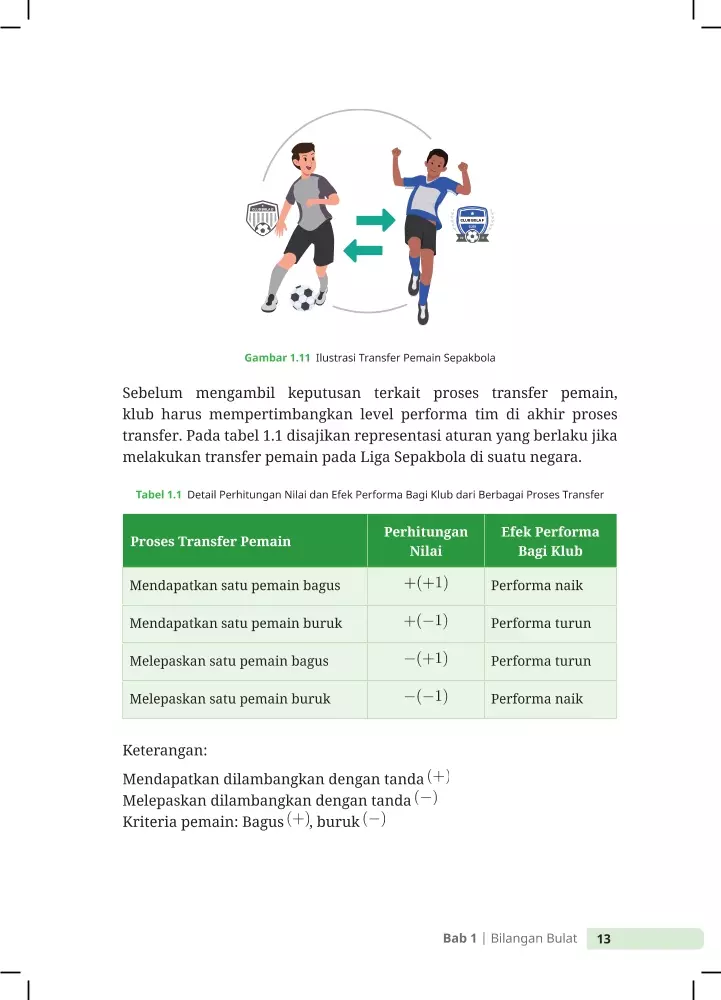 CLUB BOLA F
Gambar 1.11 Ilustrasi Transfer Pemain Sepakbola
Sebelum mengambil keputusan terkait proses transfer pemain,
klub harus mempertimbangkan level performa tim di akhir proses
transfer. Pada tabel 1.1 disajikan representasi aturan yang berlaku jika
melakukan transfer pemain pada Liga Sepakbola di suatu negara.
Tabel 1.1 Detail Perhitungan Nilai dan Efek Performa Bagi Klub dari Berbagai Proses Transfer
Proses Transfer Pemain Perhitungan Nilai Efek Performa Bagi Klub
Mendapatkan satu pemain bagus +(+1) Performa naik
Mendapatkan satu pemain buruk +(−1) Performa turun
Melepaskan satu pemain bagus −(+1) Performa turun
Melepaskan satu pemain buruk −(−1) Performa naik
Keterangan:
Mendapatkan dilambangkan dengan tanda (+)
Melepaskan dilambangkan dengan tanda (−)
Kriteria pemain: Bagus (+), buruk (−)
Bab 1 | Bilangan Bulat 13